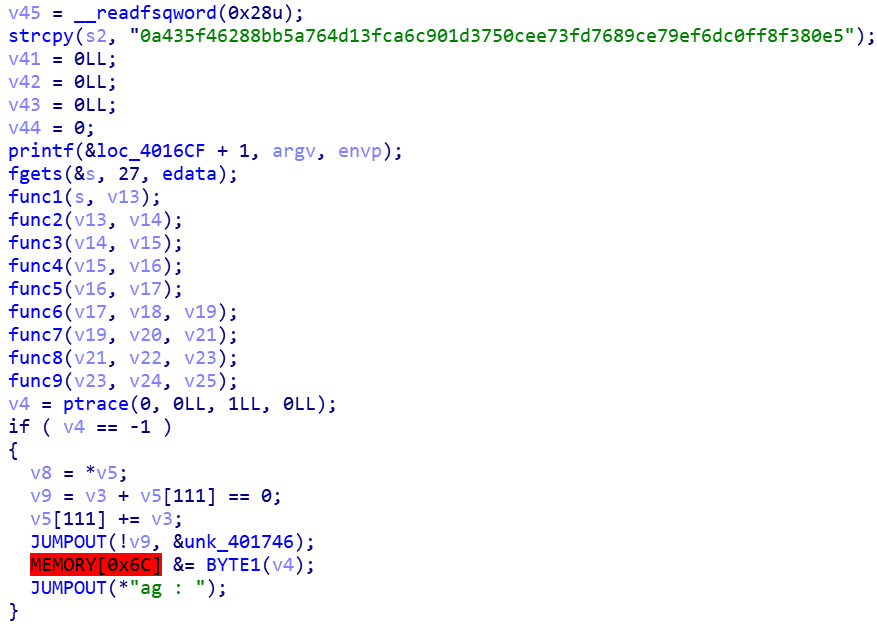 v45 = __readfsqword(0x28u);
strcpy(s2, "0a435f46288bb5a764d13fca6c901d3750cee73fd7689ce79ef6dc0ff8f380e5");
v41 = 0LL;
v42 = 0LL;
v43 = 0LL;
v44 = 0;
printf(&loc_4016CF + 1, argv, envp);
fgets(&s, 27, edata);
func1(s, v13);
func2(v13, v14);
func3(v14, v15);
func4(v15, v16);
func5(v16, v17);
func6(v17, v18, v19);
func7(v19, v20, v21);
func8(v21, v22, v23);
func9(v23, v24, v25);
v4 = ptrace(0, 0LL, 1LL, 0LL);
if ( v4 == -1 )
{
  v8 = *v5;
  v9 = v3 + v5[111] == 0;
  v5[111] += v3;
  JUMPOUT(!v9, &unk_401746);
  MEMORY[0x6C] &= BYTE1(v4);
  JUMPOUT(*"ag : ");
}